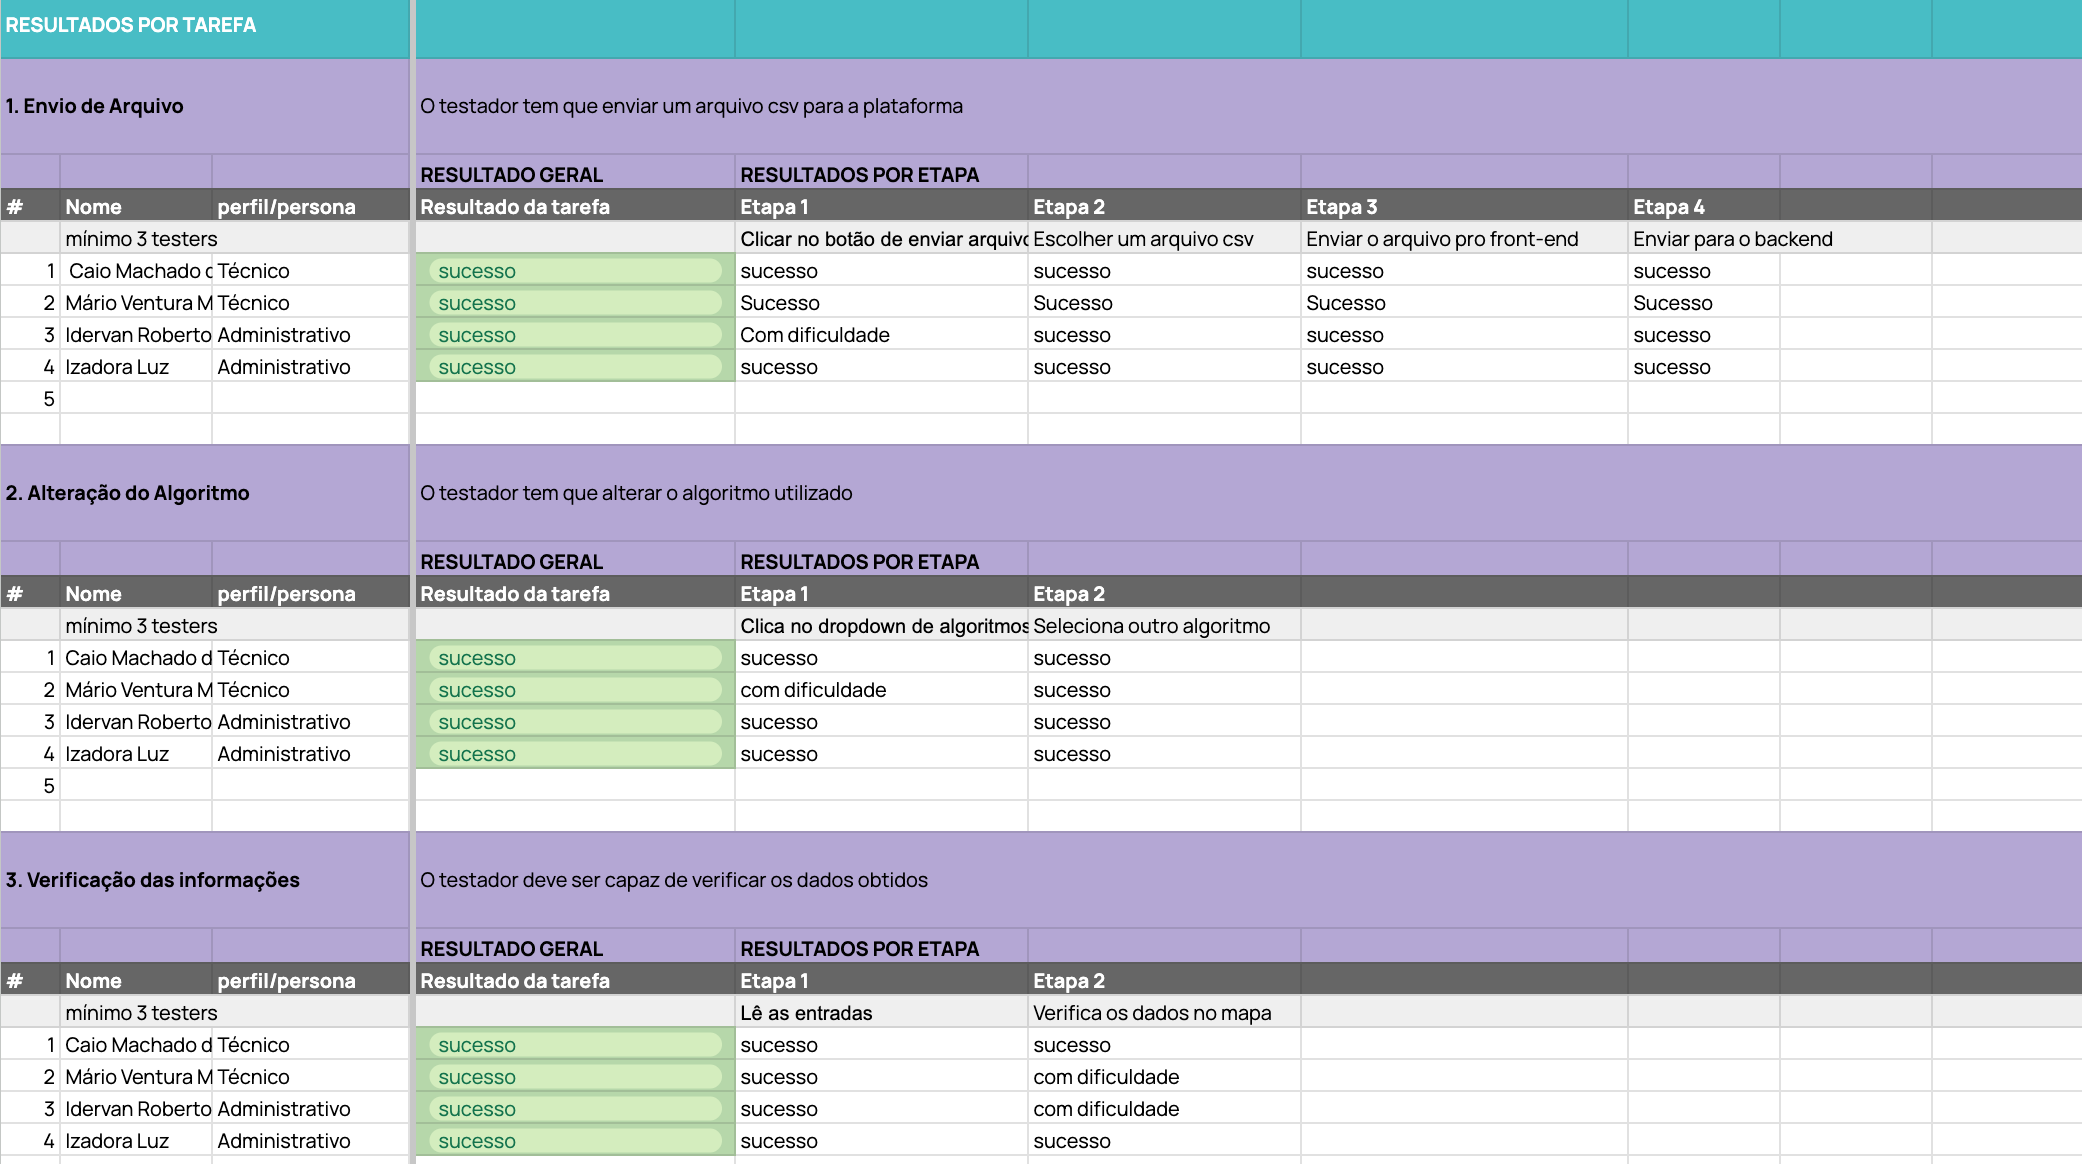 RESULTADOS POR TAREFA
1. Envio de Arquivo O testador tem que enviar um arquivo csv para a plataforma
RESULTADO GERAL RESULTADOS POR ETAPA
# Nome perfil/persona Resultado da tarefa Etapa 1 Etapa 2 Etapa 3 Etapa 4
mínimo 3 testers Clicar no botão de enviar arquivo Escolher um arquivo csv Enviar o arquivo pro front-end Enviar para o backend
1 Caio Machado d Técnico sucesso sucesso sucesso sucesso sucesso
2 Mário Ventura M Técnico sucesso Sucesso Sucesso Sucesso Sucesso
3 Idervan Roberto Administrativo sucesso Com dificuldade sucesso sucesso sucesso
4 Izadora Luz Administrativo sucesso sucesso sucesso sucesso sucesso
5
2. Alteração do Algoritmo O testador tem que alterar o algoritmo utilizado
RESULTADO GERAL RESULTADOS POR ETAPA
# Nome perfil/persona Resultado da tarefa Etapa 1 Etapa 2
mínimo 3 testers Clica no dropdown de algoritmos Seleciona outro algoritmo
1 Caio Machado d Técnico sucesso sucesso sucesso
2 Mário Ventura M Técnico sucesso com dificuldade sucesso
3 Idervan Roberto Administrativo sucesso sucesso sucesso
4 Izadora Luz Administrativo sucesso sucesso sucesso
5
3. Verificação das informações O testador deve ser capaz de verificar os dados obtidos
RESULTADO GERAL RESULTADOS POR ETAPA
# Nome perfil/persona Resultado da tarefa Etapa 1 Etapa 2
mínimo 3 testers Lê as entradas Verifica os dados no mapa
1 Caio Machado d Técnico sucesso sucesso sucesso
2 Mário Ventura M Técnico sucesso sucesso com dificuldade
3 Idervan Roberto Administrativo sucesso sucesso com dificuldade
4 Izadora Luz Administrativo sucesso sucesso sucesso